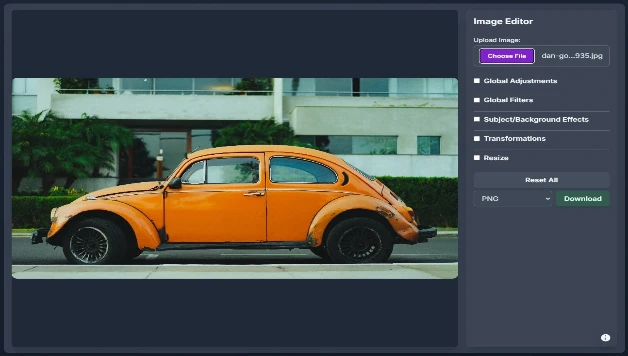 Image Editor
Upload Image:
Choose File dan-go...935.jpg
Global Adjustments
Global Filters
Subject/Background Effects
Transformations
Resize
Reset All
PNG Download